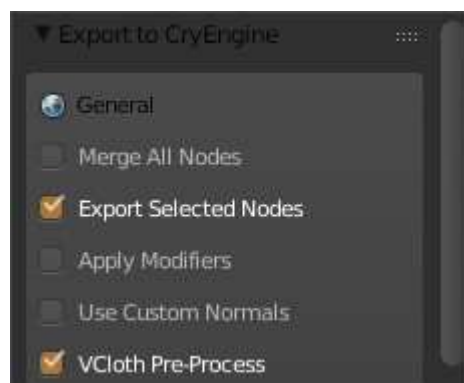 Export to CryEngine
General
Merge All Nodes
Export Selected Nodes
Apply Modifiers
Use Custom Normals
VCloth Pre-Process